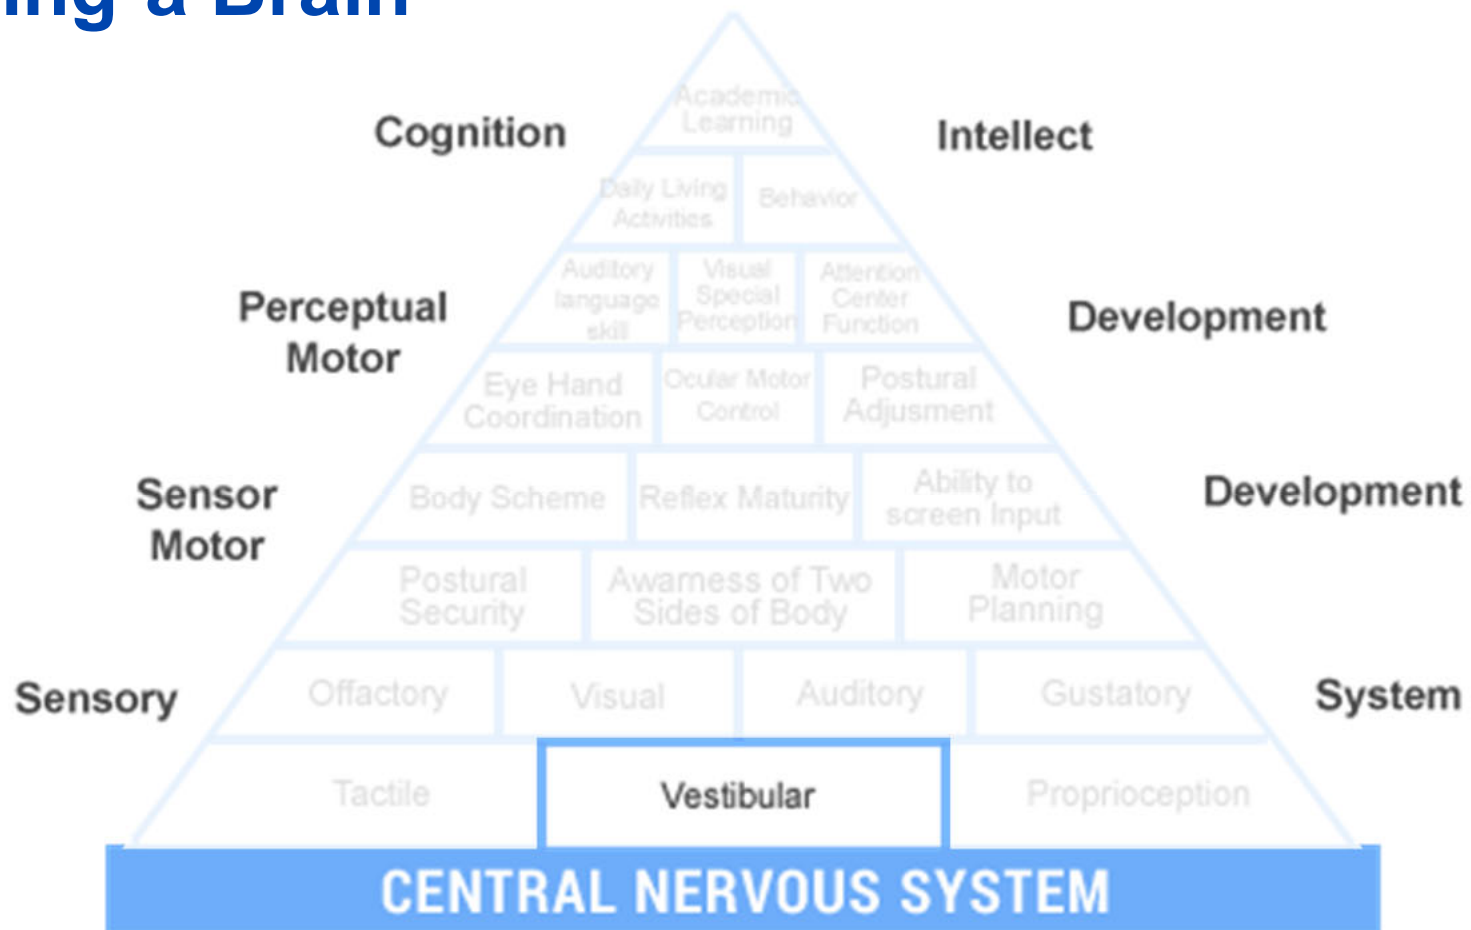 ing a Brain
Academic
Learning
Cognition
Intellect
Daily Living
Activities
Behavior
Auditory
language
skill
Visual
Special
Perception
Attention
Center
Function
Perceptual
Motor
Development
Eye Hand
Coordination
Ocular Motor
Control
Postural
Adjusment
Sensor
Motor
Body Scheme
Reflex Maturity
Ability to
screen Input
Development
Postural
Security
Awarness of Two
Sides of Body
Motor
Planning
Sensory
Offactory
Visual
Auditory
Gustatory
System
Tactile
Vestibular
Proprioception
CENTRAL NERVOUS SYSTEM